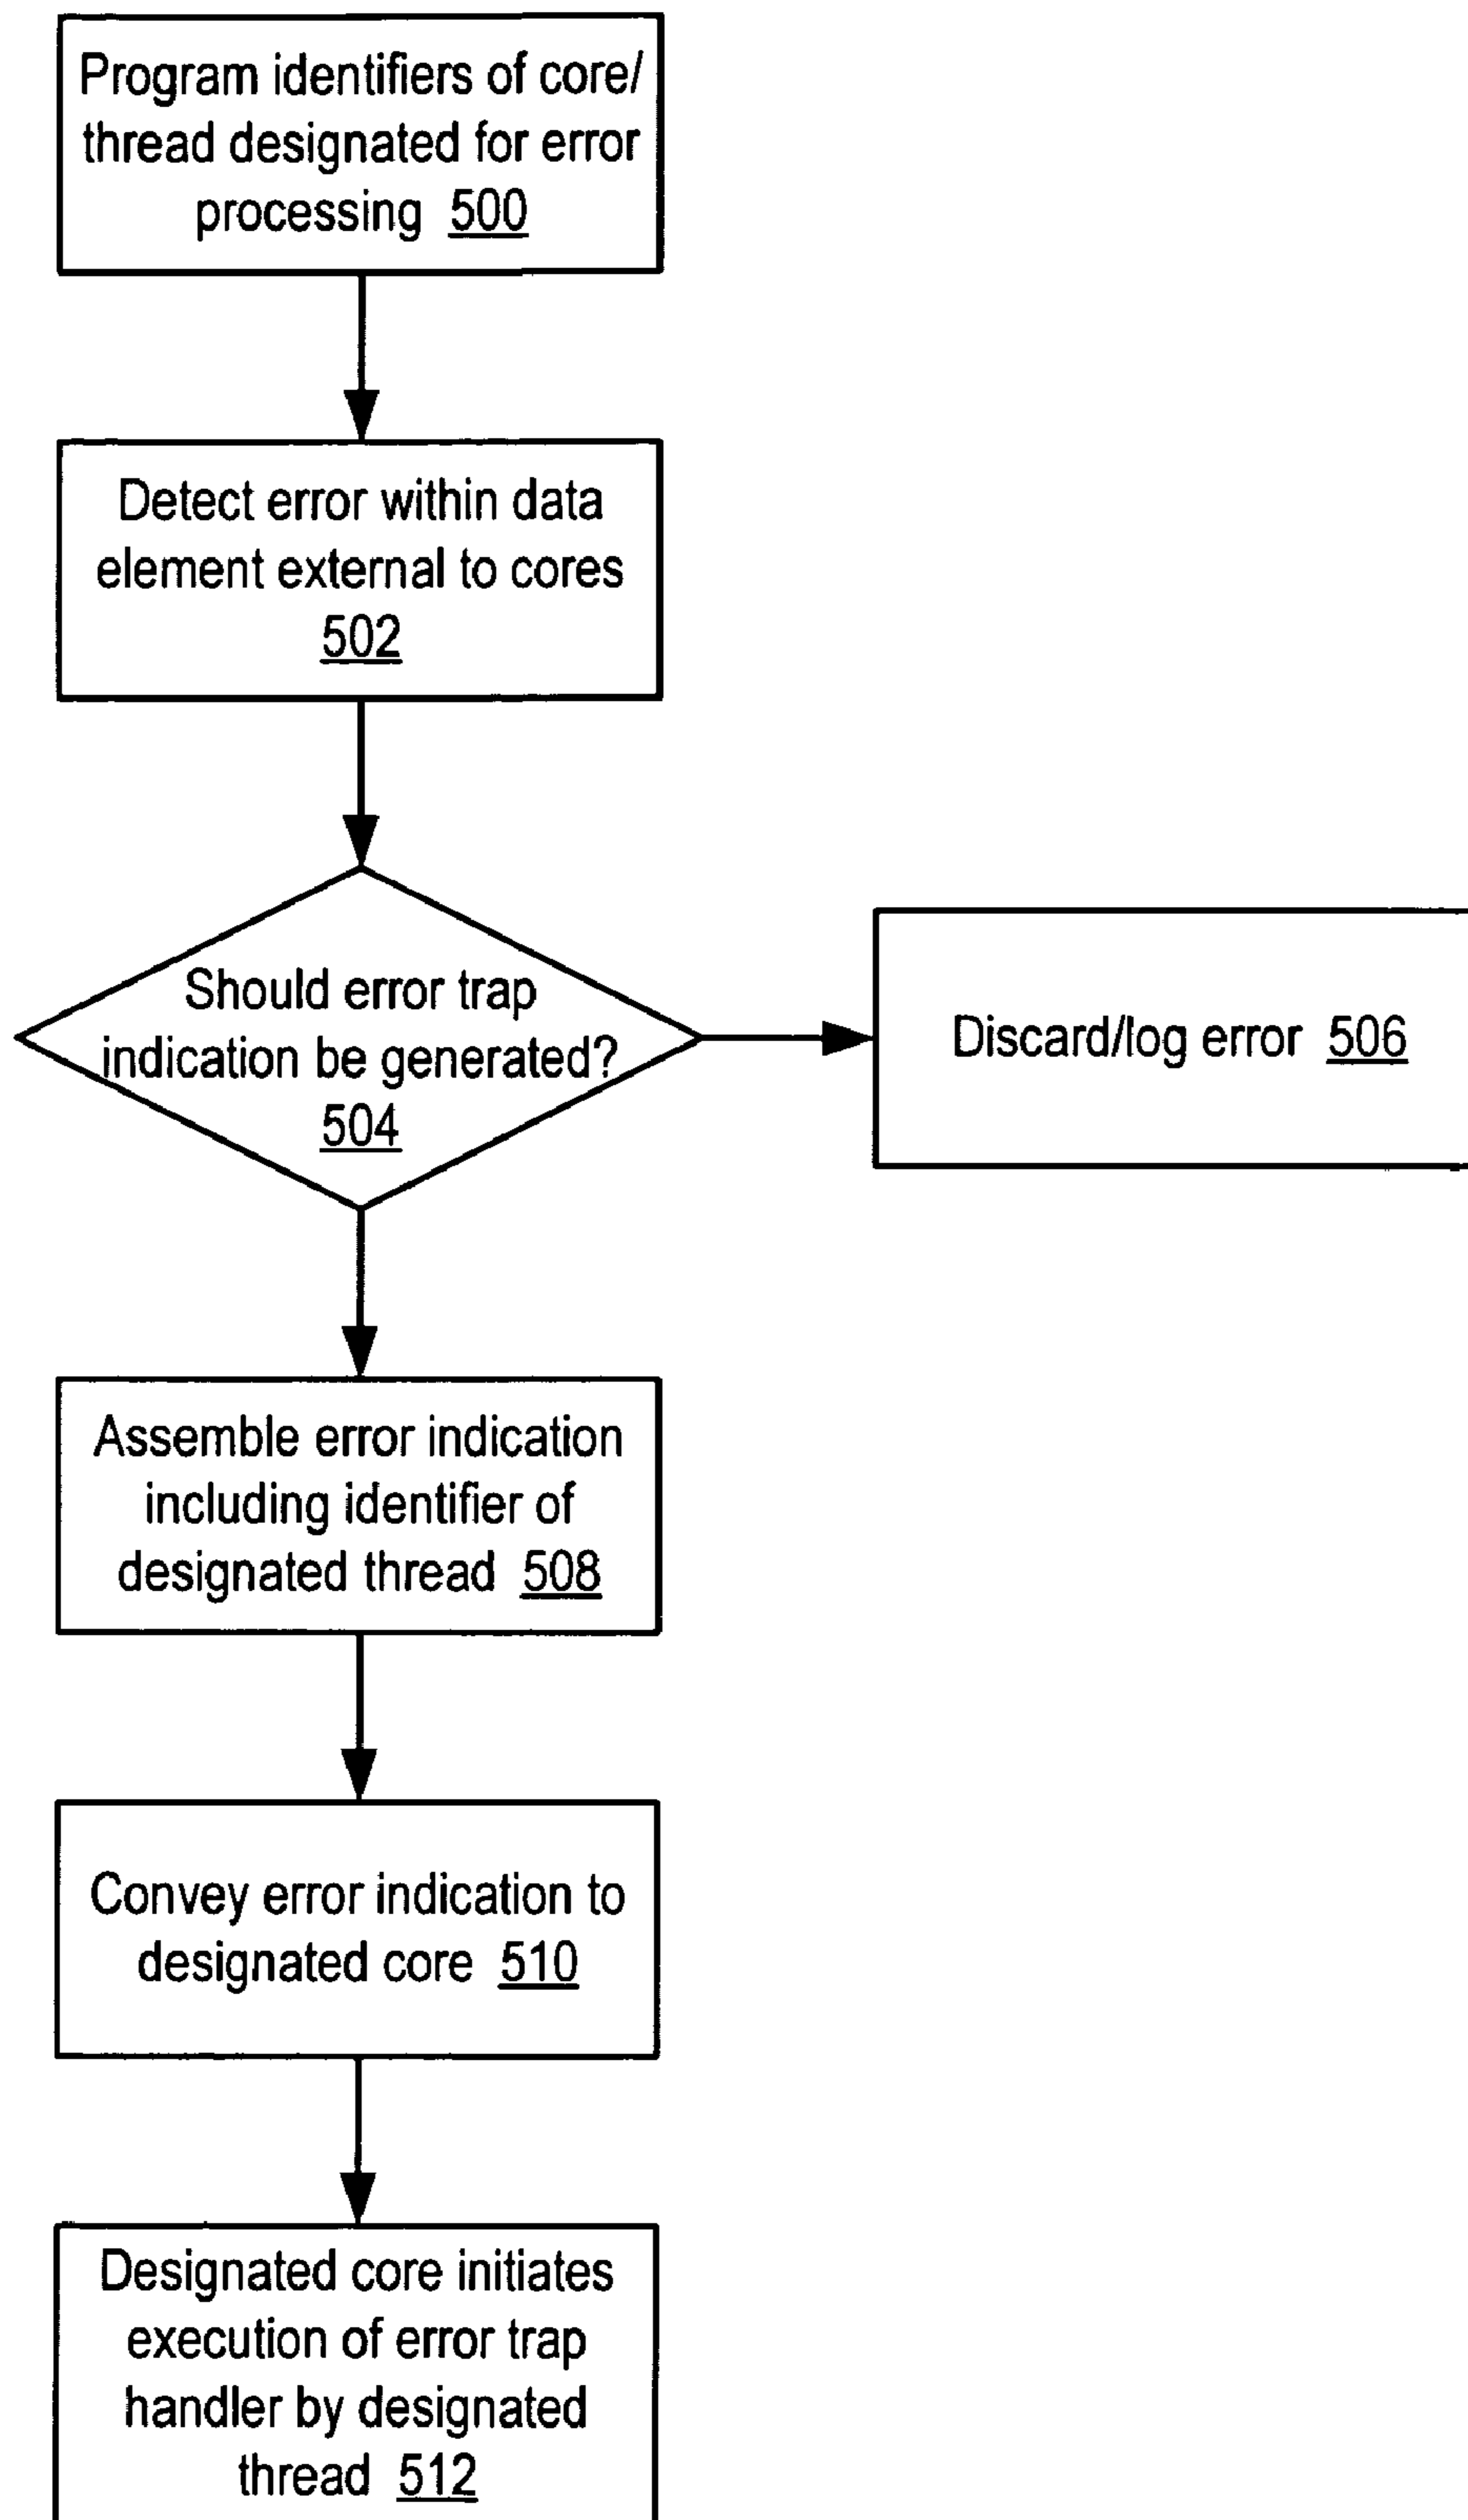 Program identifiers of core/
thread designated for error
processing 500
Detect error within data
element external to cores
502
Should error trap
indication be generated?
504
Discard/log error 506
Assemble error indication
including identifier of
designated thread 508
Convey error indication to
designated core 510
Designated core initiates
execution of error trap
handler by designated
thread 512